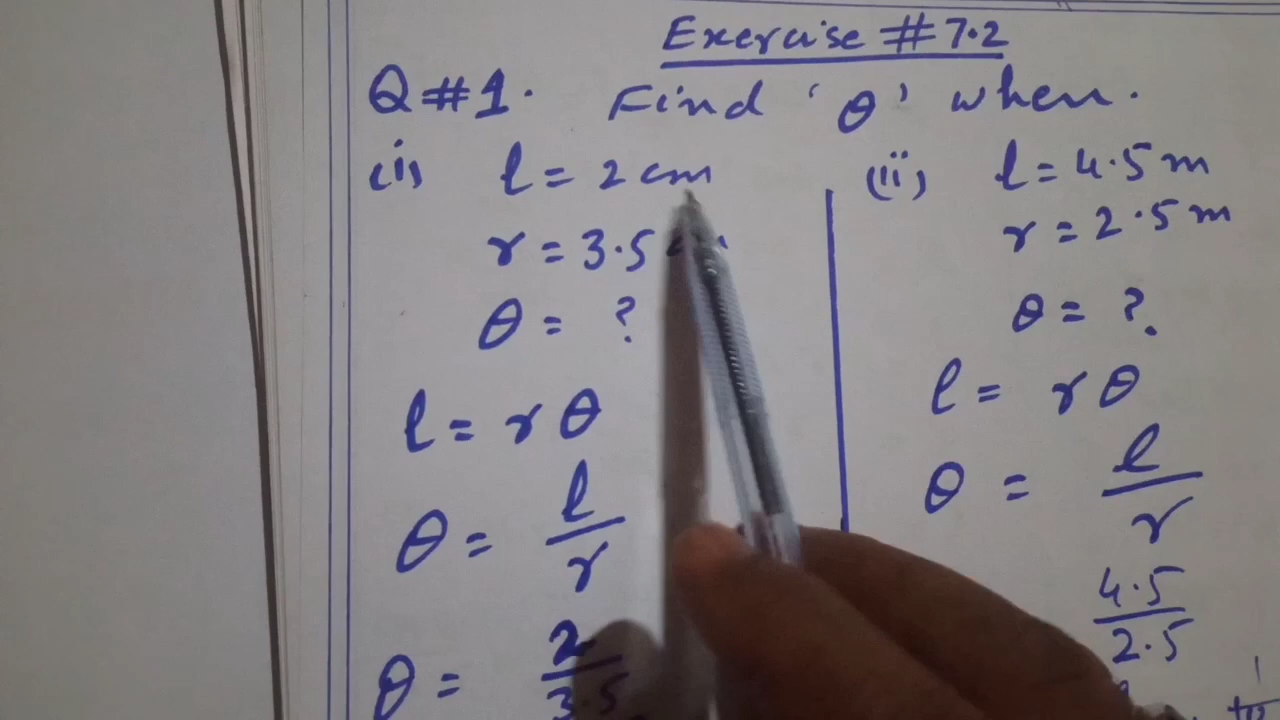 Exercise #7.2
Q#1. Find 'θ' when.
(i) l = 2 cm
r = 3.5
θ = ?
l = rθ
θ = l/r
θ = 2/3.5
(ii) l = 4.5 m
r = 2.5 m
θ = ?.
l = rθ
θ = l/r
4.5/2.5